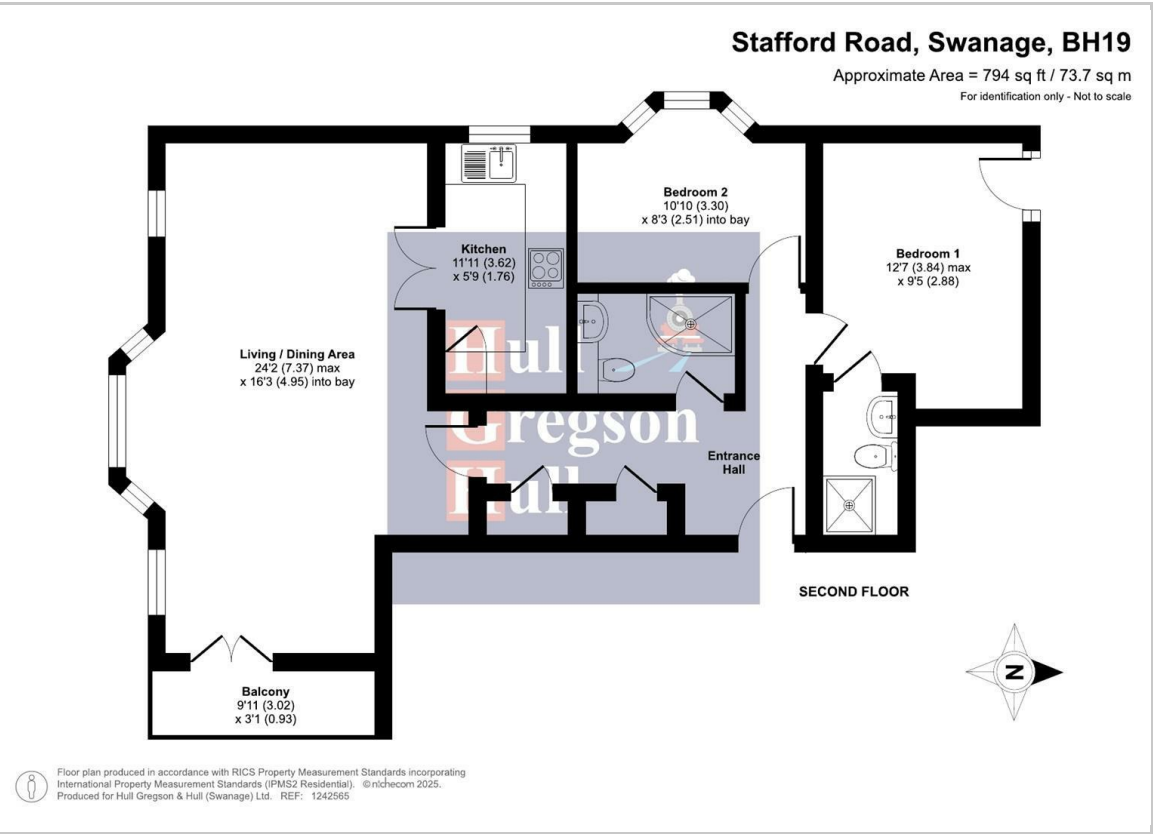 Stafford Road, Swanage, BH19
Approximate Area = 794 sq ft / 73.7 sq m
For identification only - Not to scale
Bedroom 2
10'10 (3.30)
x 8'3 (2.51) into bay
Kitchen
11'11 (3.62)
x 5'9 (1.76)
Bedroom 1
12'7 (3.84) max
x 9'5 (2.88)
Living / Dining Area
24'2 (7.37) max
x 16'3 (4.95) into bay
Hull
Gregson
Hull
Entrance
Hall
SECOND FLOOR
N
Balcony
9'11 (3.02)
x 3'1 (0.93)
Floor plan produced in accordance with RICS Property Measurement Standards incorporating
International Property Measurement Standards (IPMS2 Residential). © nichecom 2025.
Produced for Hull Gregson & Hull (Swanage) Ltd. REF: 1242565